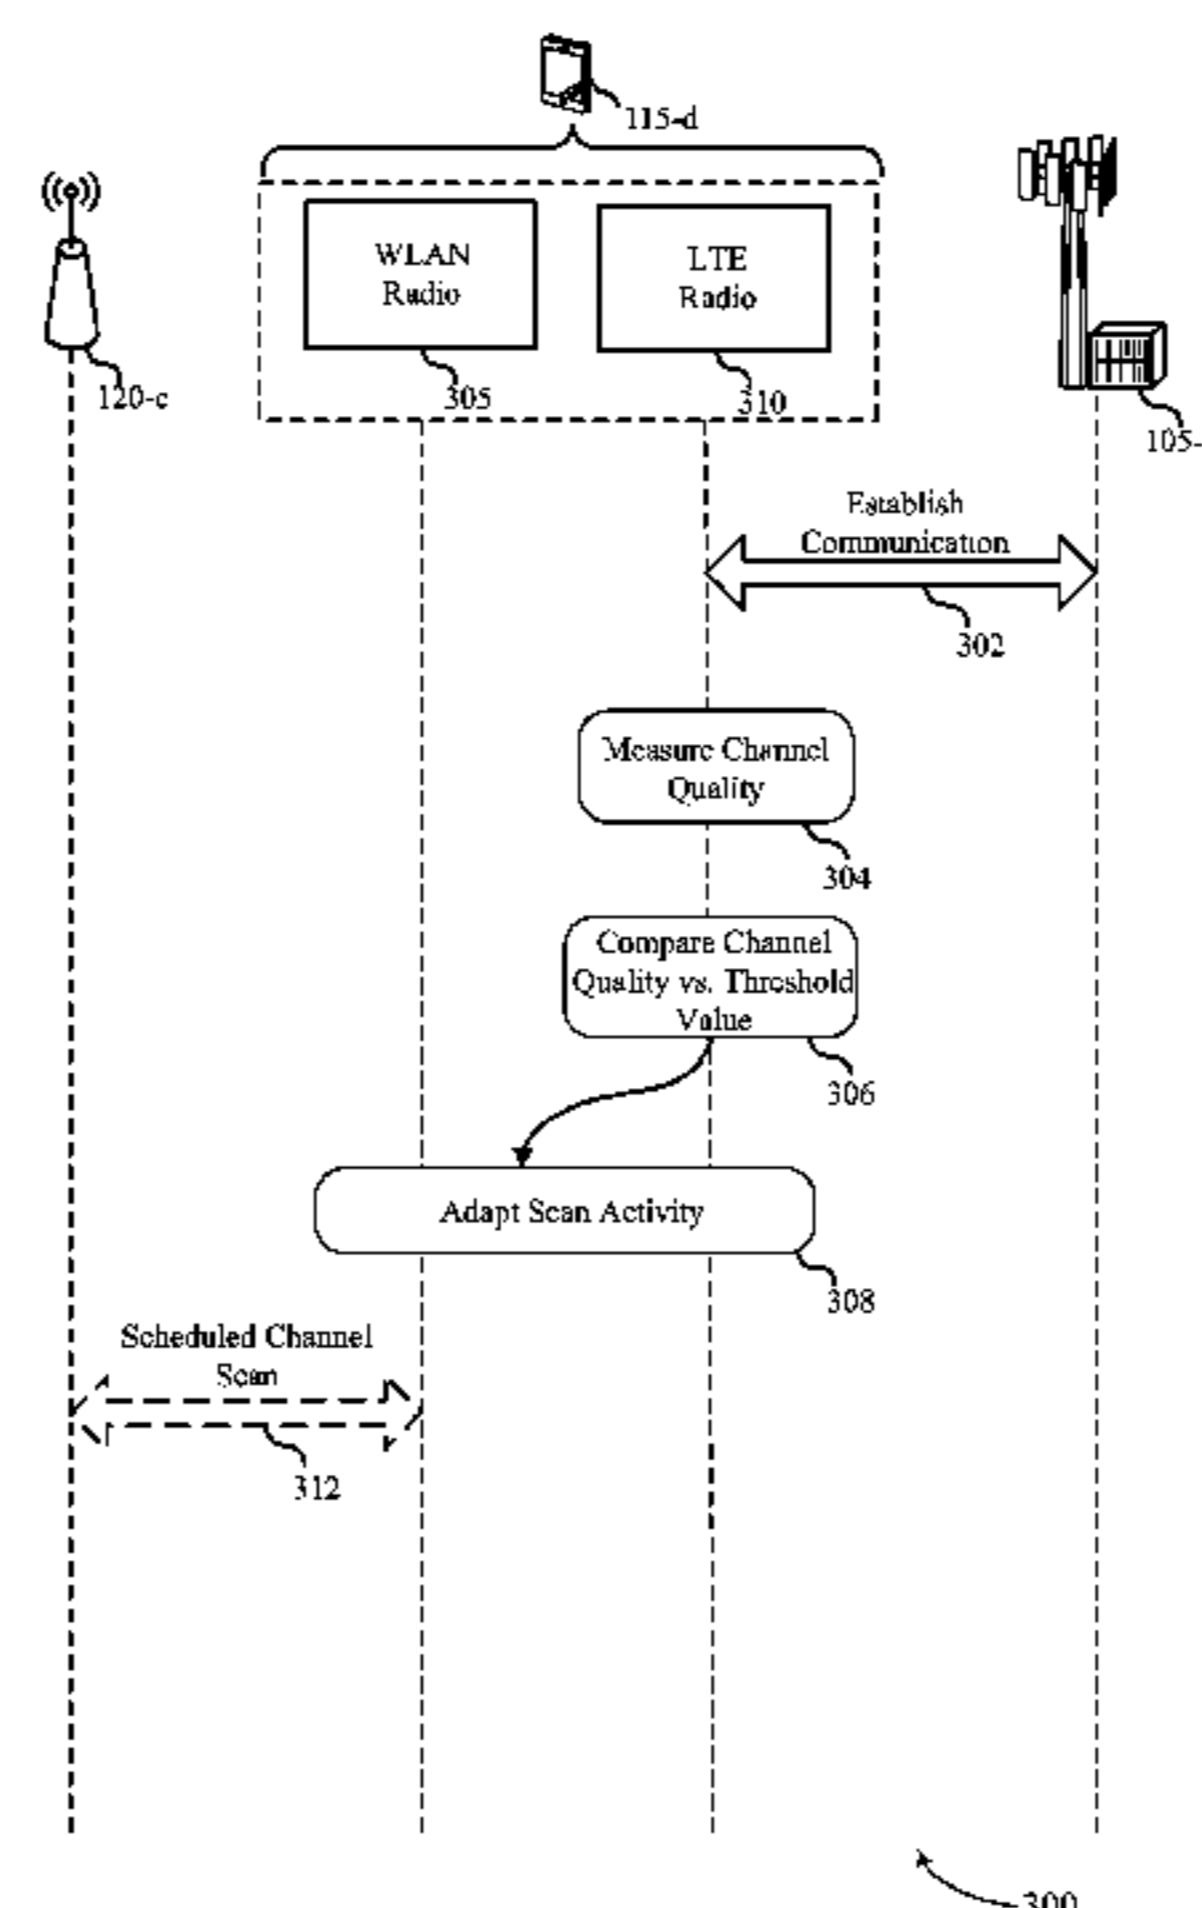 115-d
WLAN
Radio
LTE
Radio
120-c
305
310
105-
Establish
Communication
302
Measure Channel
Quality
304
Compare Channel
Quality vs. Threshold
Value
306
Adapt Scan Activity
308
Scheduled Channel
Scan
312
300